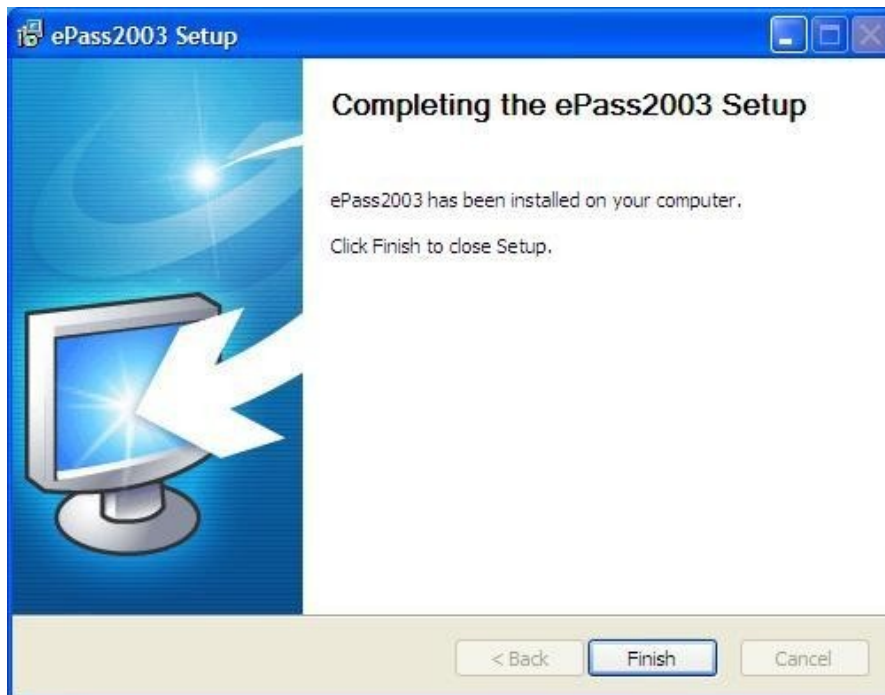 ePass2003 Setup
Completing the ePass2003 Setup
ePass2003 has been installed on your computer.
Click Finish to close Setup.
< Back
Finish
Cancel